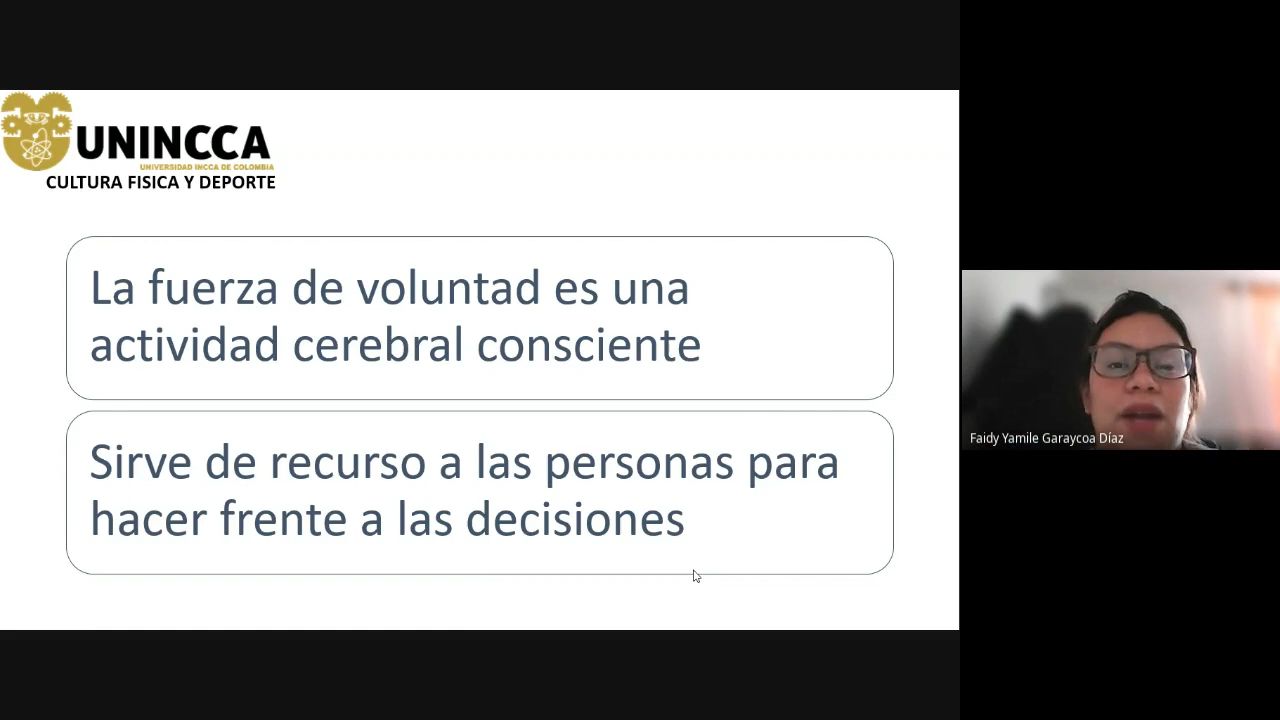 UNINCCA
UNIVERSIDAD INCCA DE COLOMBIA
CULTURA FISICA Y DEPORTE
La fuerza de voluntad es una
actividad cerebral consciente
Sirve de recurso a las personas para
hacer frente a las decisiones
Faidy Yamile Garaycoa Díaz